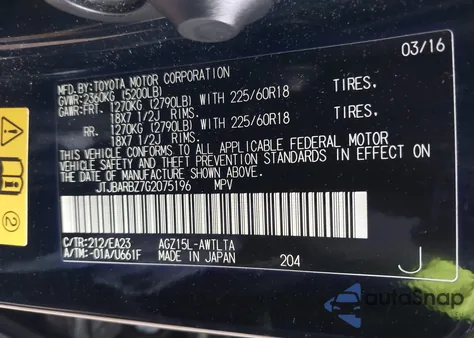 03/16
MFD.BY:TOYOTA MOTOR CORPORATION
GVWR:2360KG (5200LB)
GAWR:FRT. 1270KG (2790LB) WITH 225/60R18 TIRES.
18X7 1/2J RIMS.
RR. 1270KG (2790LB) WITH 225/60R18 TIRES.
18X7 1/2J RIMS.
THIS VEHICLE CONFORMS TO ALL APPLICABLE FEDERAL MOTOR
VEHICLE SAFETY AND THEFT PREVENTION STANDARDS IN EFFECT ON
THE DATE OF MANUFACTURE SHOWN ABOVE.
JTJBARBZ7G2075196 MPV
C/TR:212/EA23 AGZ15L-AWTLTA
A/TM:-01A/U661F MADE IN JAPAN 204
J
2
autoSnap